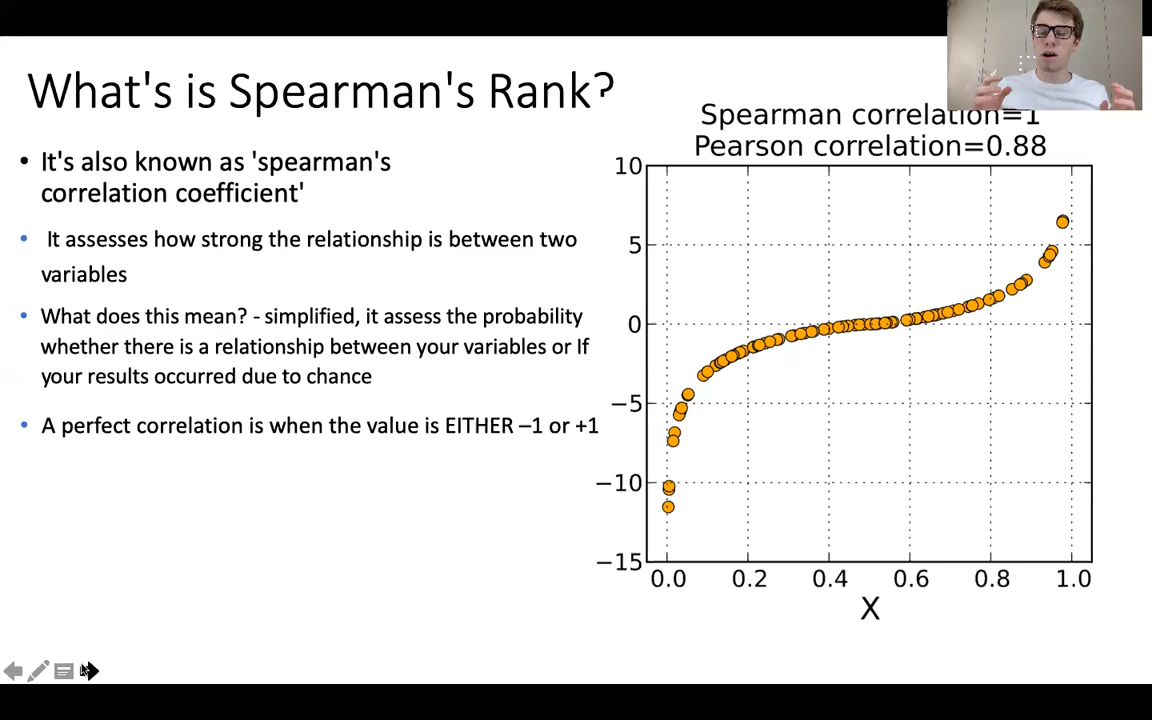 What's is Spearman's Rank?
• It's also known as 'spearman's
correlation coefficient'
• It assesses how strong the relationship is between two
variables
• What does this mean? - simplified, it assess the probability
whether there is a relationship between your variables or If
your results occurred due to chance
• A perfect correlation is when the value is EITHER –1 or +1
Spearman correlation=1
Pearson correlation=0.88
10
5
0
−5
−10
−15
0.0 0.2 0.4 0.6 0.8 1.0
X